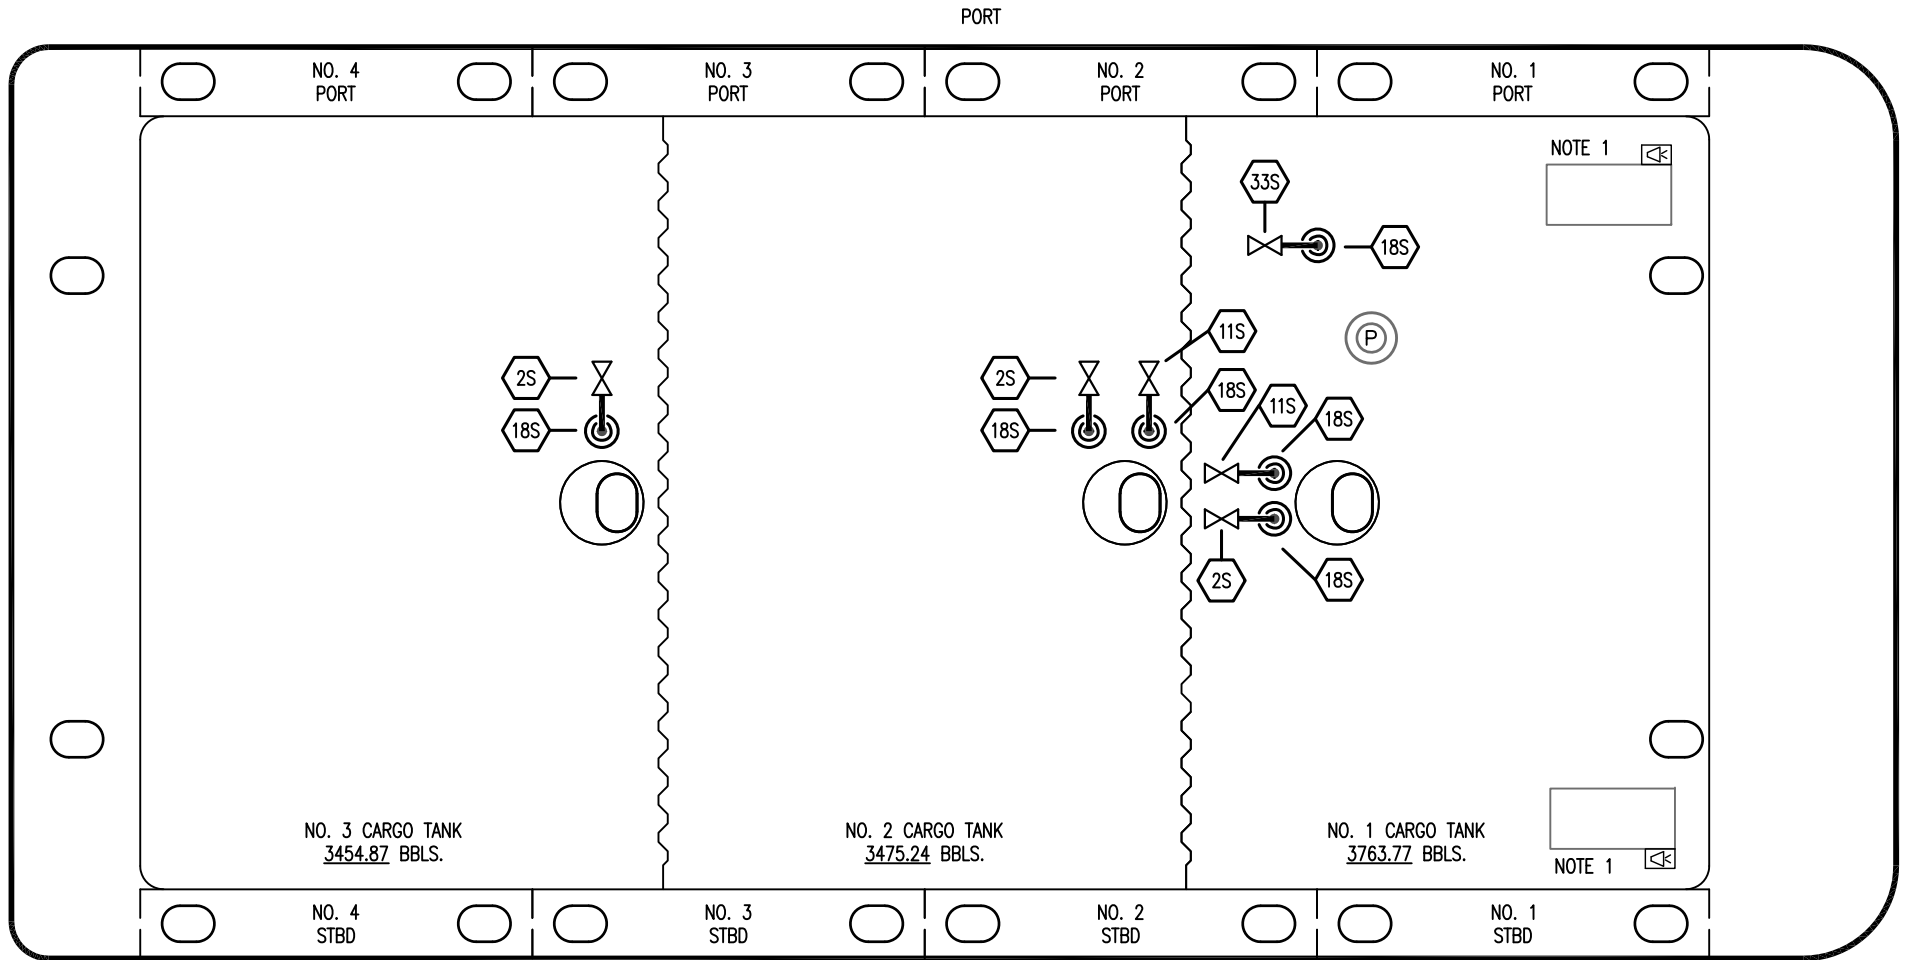 PORT
NO. 4
PORT
NO. 3
PORT
NO. 2
PORT
NO. 1
PORT
NOTE 1
33S
18S
11S
P
2S
2S
18S
11S
18S
18S
18S
2S
18S
NO. 3 CARGO TANK
3454.87 BBLS.
NO. 2 CARGO TANK
3475.24 BBLS.
NO. 1 CARGO TANK
3763.77 BBLS.
NOTE 1
NO. 4
STBD
NO. 3
STBD
NO. 2
STBD
NO. 1
STBD